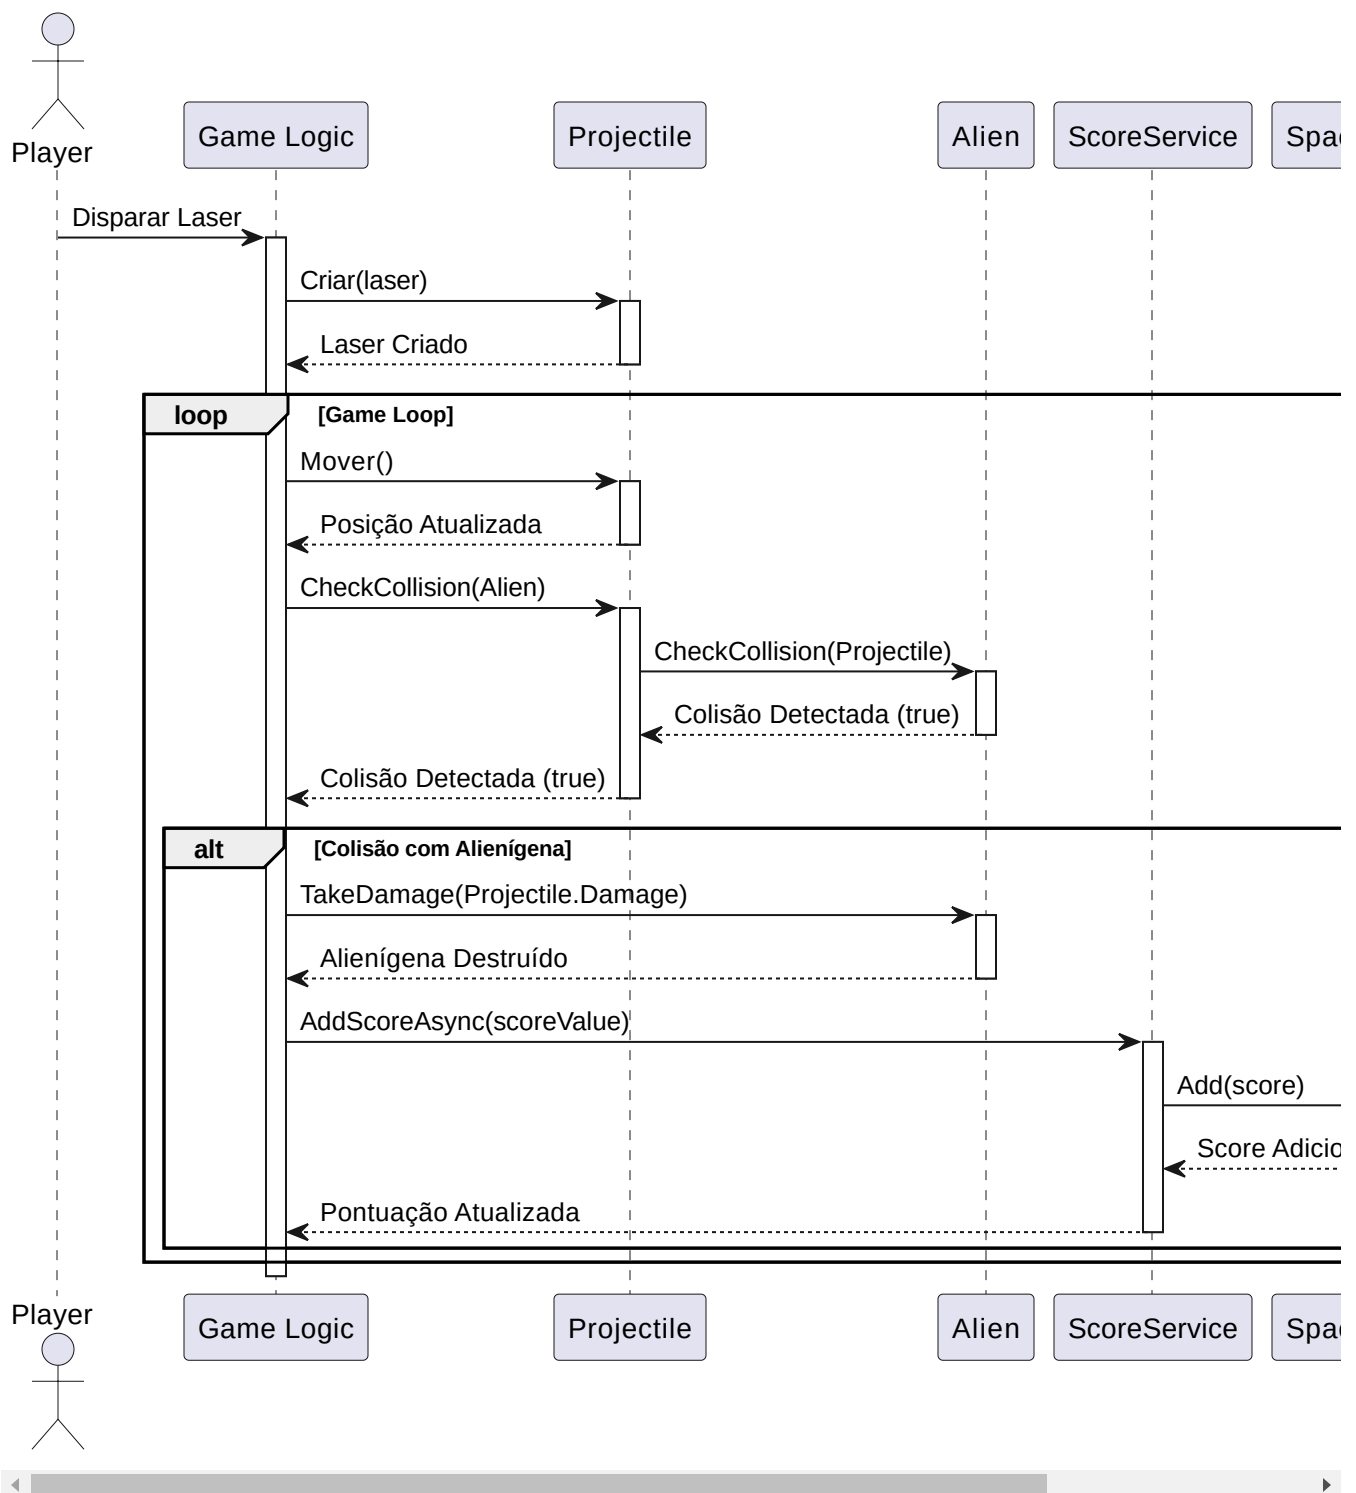 Player
Game Logic
Projectile
Alien
ScoreService
Disparar Laser
Criar(laser)
Laser Criado
loop
[Game Loop]
Mover()
Posição Atualizada
CheckCollision(Alien)
CheckCollision(Projectile)
Colisão Detectada (true)
Colisão Detectada (true)
alt
[Colisão com Alienígena]
TakeDamage(Projectile.Damage)
Alienígena Destruído
AddScoreAsync(scoreValue)
Add(score)
Score
Pontuação Atualizada
Player
Game Logic
Projectile
Alien
ScoreService